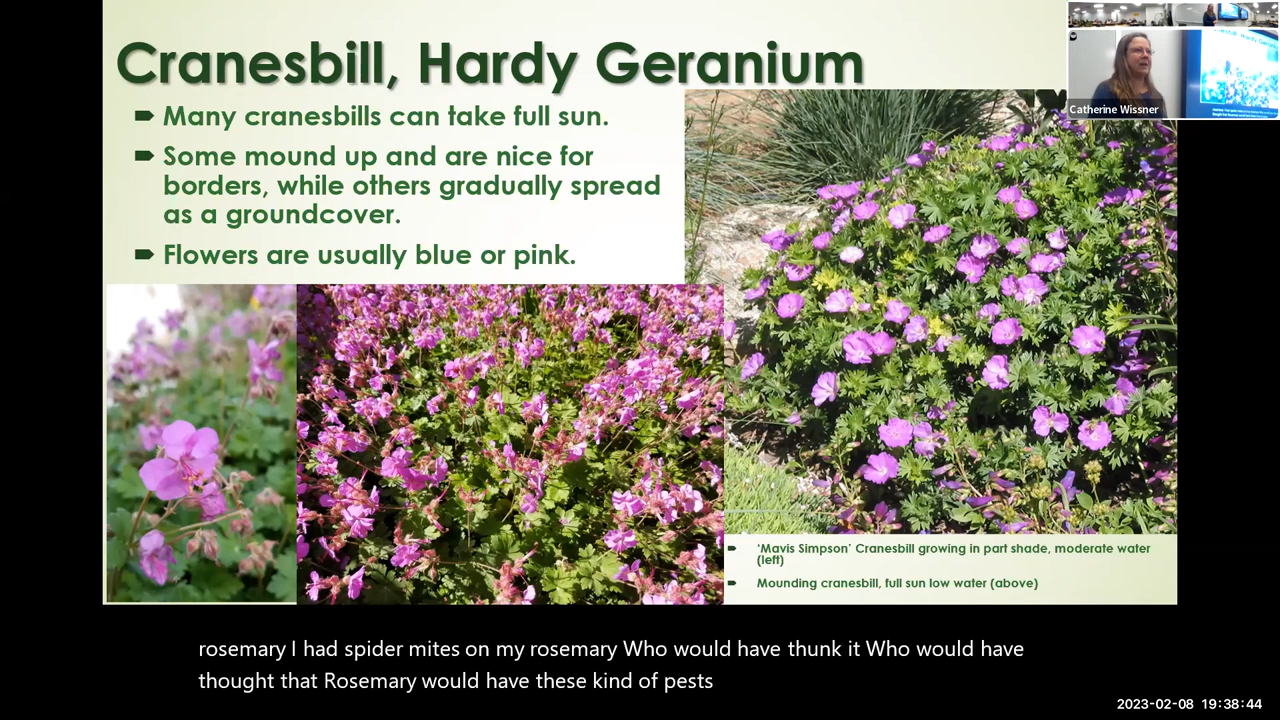 Cranesbill, Hardy Geranium
Many cranesbills can take full sun.
Some mound up and are nice for
borders, while others gradually spread
as a groundcover.
Flowers are usually blue or pink.
Catherine Wissner
'Mavis Simpson' Cranesbill growing in part shade, moderate water
(left)
Mounding cranesbill, full sun low water (above)
rosemary I had spider mites on my rosemary Who would have thunk it Who would have
thought that Rosemary would have these kind of pests
2023-02-08 19:38:44